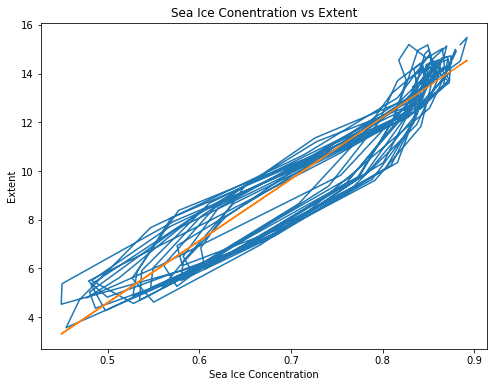 Sea Ice Conentration vs Extent
16
14
12
10
8
6
4
Extent
0.5 0.6 0.7 0.8 0.9
Sea Ice Concentration